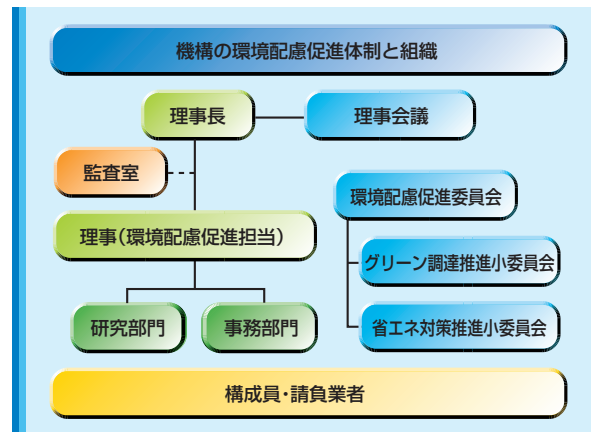 機構の環境配慮促進体制と組織
理事長
理事会議
監査室
環境配慮促進委員会
理事(環境配慮促進担当)
グリーン調達推進小委員会
研究部門
事務部門
省エネ対策推進小委員会
構成員・請負業者